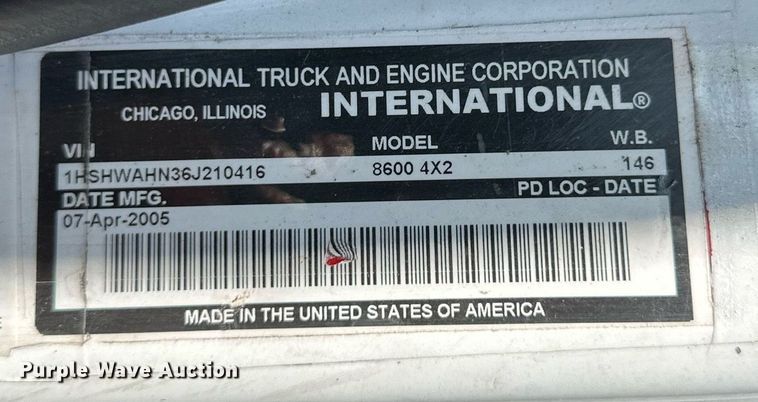 INTERNATIONAL TRUCK AND ENGINE CORPORATION
CHICAGO, ILLINOIS INTERNATIONAL®
VIN MODEL W.B.
1HSHWAHN36J210416 8600 4X2 146
DATE MFG. PD LOC - DATE
07-Apr-2005
MADE IN THE UNITED STATES OF AMERICA
Purple Wave Auction